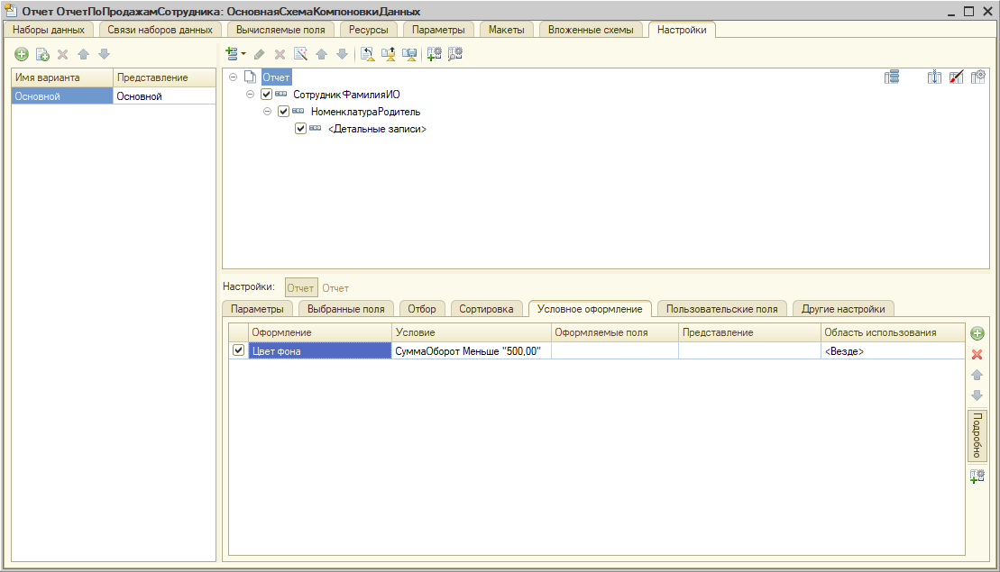 Отчет ОтчетПоПродажамСотрудника: ОсновнаяСхемаКомпоновкиДанных
Наборы данных Связи наборов данных Вычисляемые поля Ресурсы Параметры Макеты Вложенные схемы Настройки
Имя варианта Представление
Основной Основной
Отчет
СотрудникФамилияИО
НоменклатураРодитель
<Детальные записи>
Настройки: Отчет Отчет
Параметры Выбранные поля Отбор Сортировка Условное оформление Пользовательские поля Другие настройки
Оформление Условие Оформляемые поля Представление Область использования
Цвет фона СуммаОборот Меньше "500,00" <Везде>
Подробно